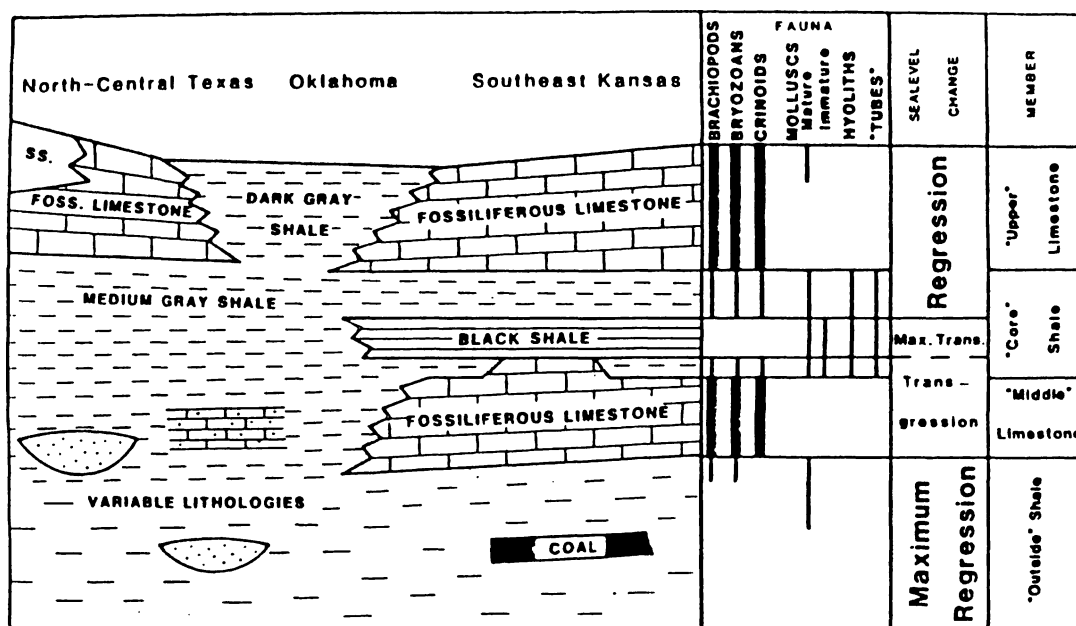 North-Central Texas Oklahoma Southeast Kansas
FAUNA
BRACHIOPODS
BRYOZOANS
CRINOIDS
MOLLUSCS
Mature
Immature
HYOLITHS
"TUBES"
SEALEVEL
CHANGE
MEMBER
SS.
FOSS. LIMESTONE
DARK GRAY
SHALE
FOSSILIFEROUS LIMESTONE
Regression
"Upper"
Limestone
MEDIUM GRAY SHALE
BLACK SHALE
Max. Trans.
"Core"
Shale
FOSSILIFEROUS LIMESTONE
Trans-
gression
"Middle"
Limestone
VARIABLE LITHOLOGIES
COAL
Maximum
Regression
"Outside" Shale